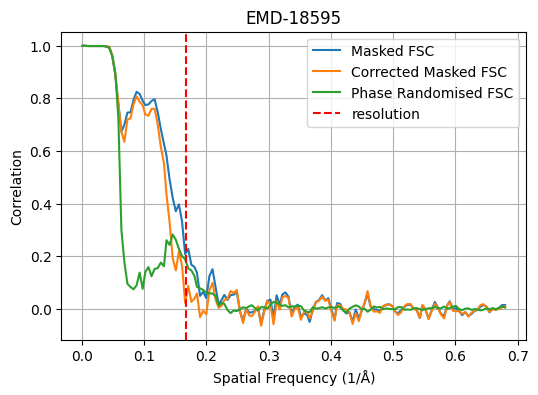 EMD-18595
Masked FSC
Corrected Masked FSC
Phase Randomised FSC
resolution
Correlation
1.0
0.8
0.6
0.4
0.2
0.0
0.0 0.1 0.2 0.3 0.4 0.5 0.6 0.7
Spatial Frequency (1/Å)